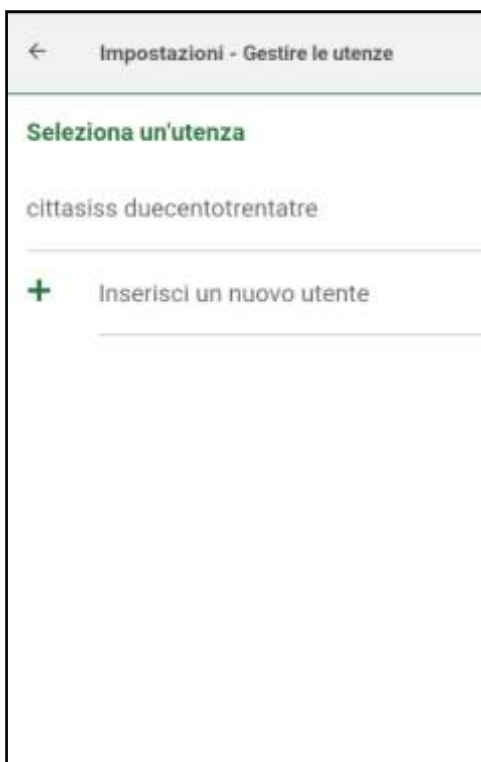 Impostazioni - Gestire le utenze
Seleziona un'utenza
cittasiss duecentotrentatre
+ Inserisci un nuovo utente